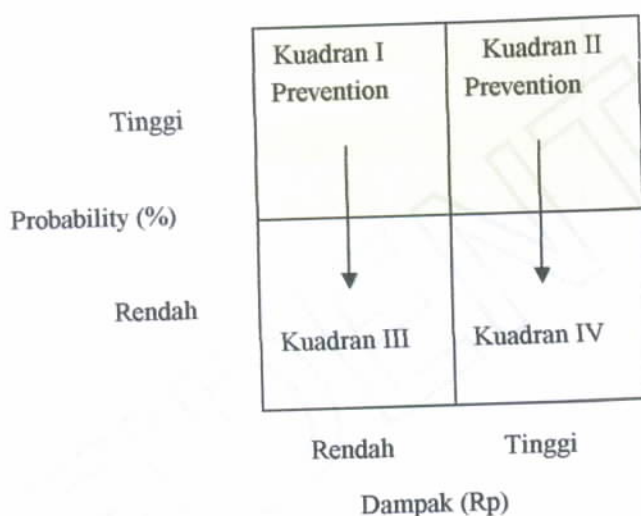 Kuadran I
Prevention
Kuadran II
Prevention
Tinggi
Probability (%)
Rendah
Kuadran III
Kuadran IV
Rendah
Tinggi
Dampak (Rp)